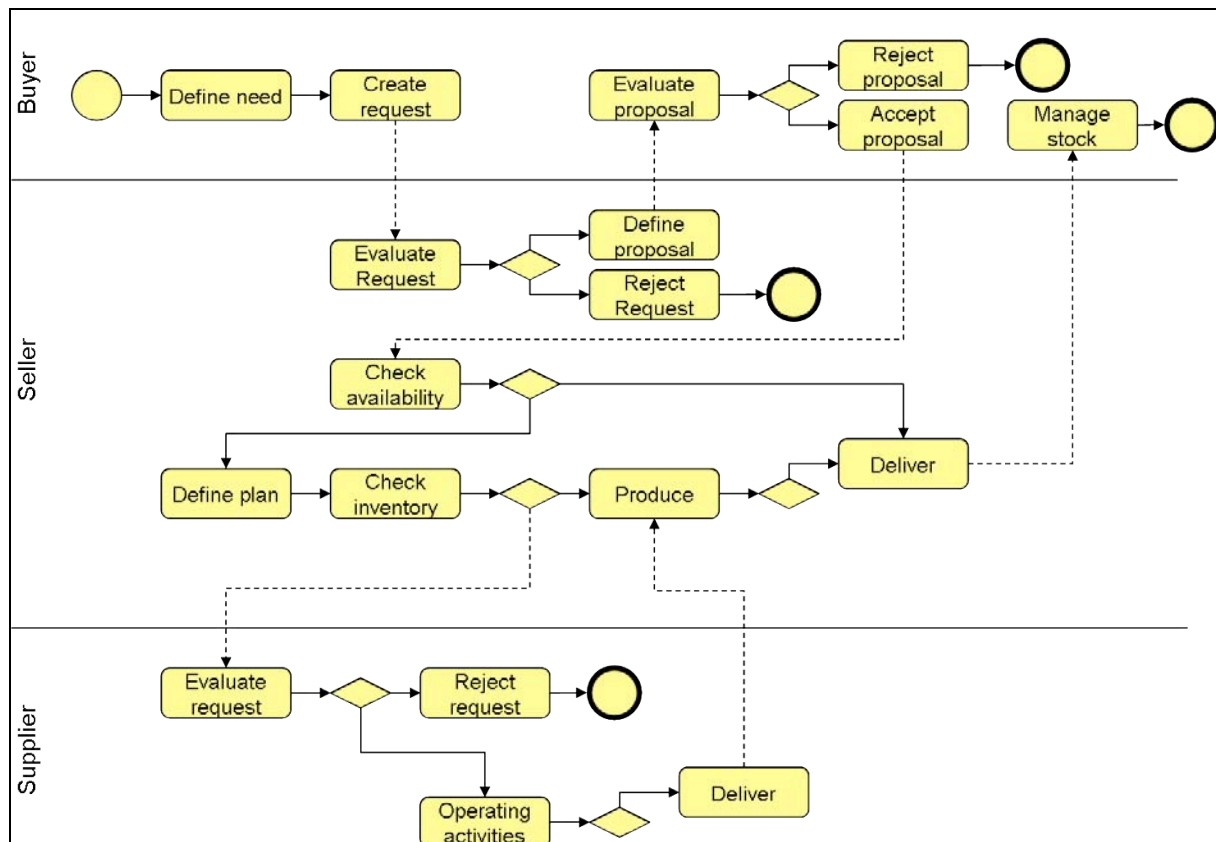 Buyer
Define need
Create
request
Evaluate
proposal
Reject
proposal
Accept
proposal
Manage
stock
Seller
Evaluate
Request
Define
proposal
Reject
Request
Check
availability
Define plan
Check
inventory
Produce
Deliver
Supplier
Evaluate
request
Reject
request
Operating
activities
Deliver